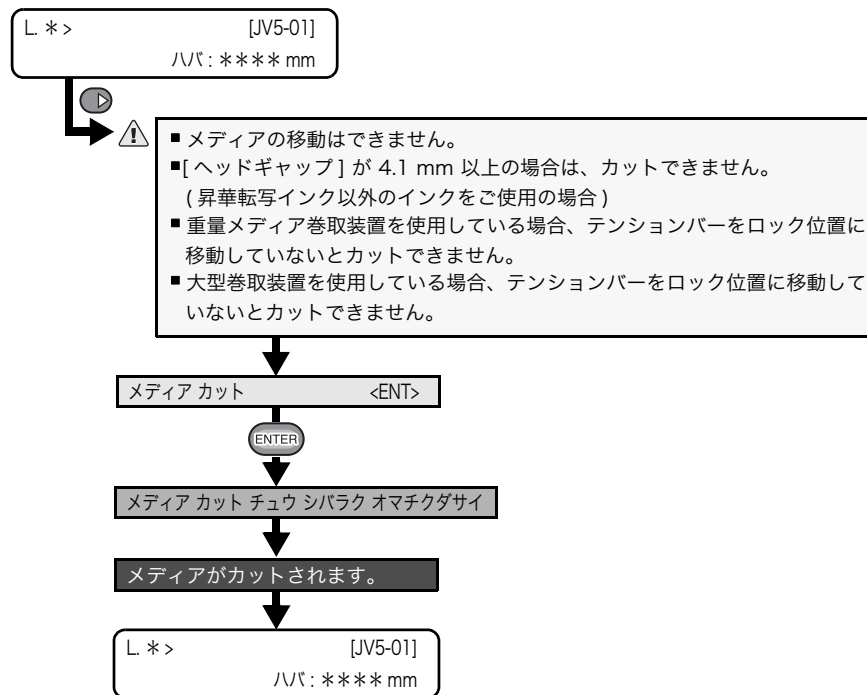 L. ＊ > [JV5-01]
ハバ : ＊＊＊＊ mm
■ メディアの移動はできません。
■[ ヘッドギャップ ] が 4.1 mm 以上の場合は、カットできません。
( 昇華転写インク以外のインクをご使用の場合 )
■ 重量メディア巻取装置を使用している場合、テンションバーをロック位置に
移動していないとカットできません。
■ 大型巻取装置を使用している場合、テンションバーをロック位置に移動して
いないとカットできません。
メディア カット <ENT>
ENTER
メディア カット チュウ シバラク オマチクダサイ
メディアがカットされます。
L. ＊ > [JV5-01]
ハバ : ＊＊＊＊ mm